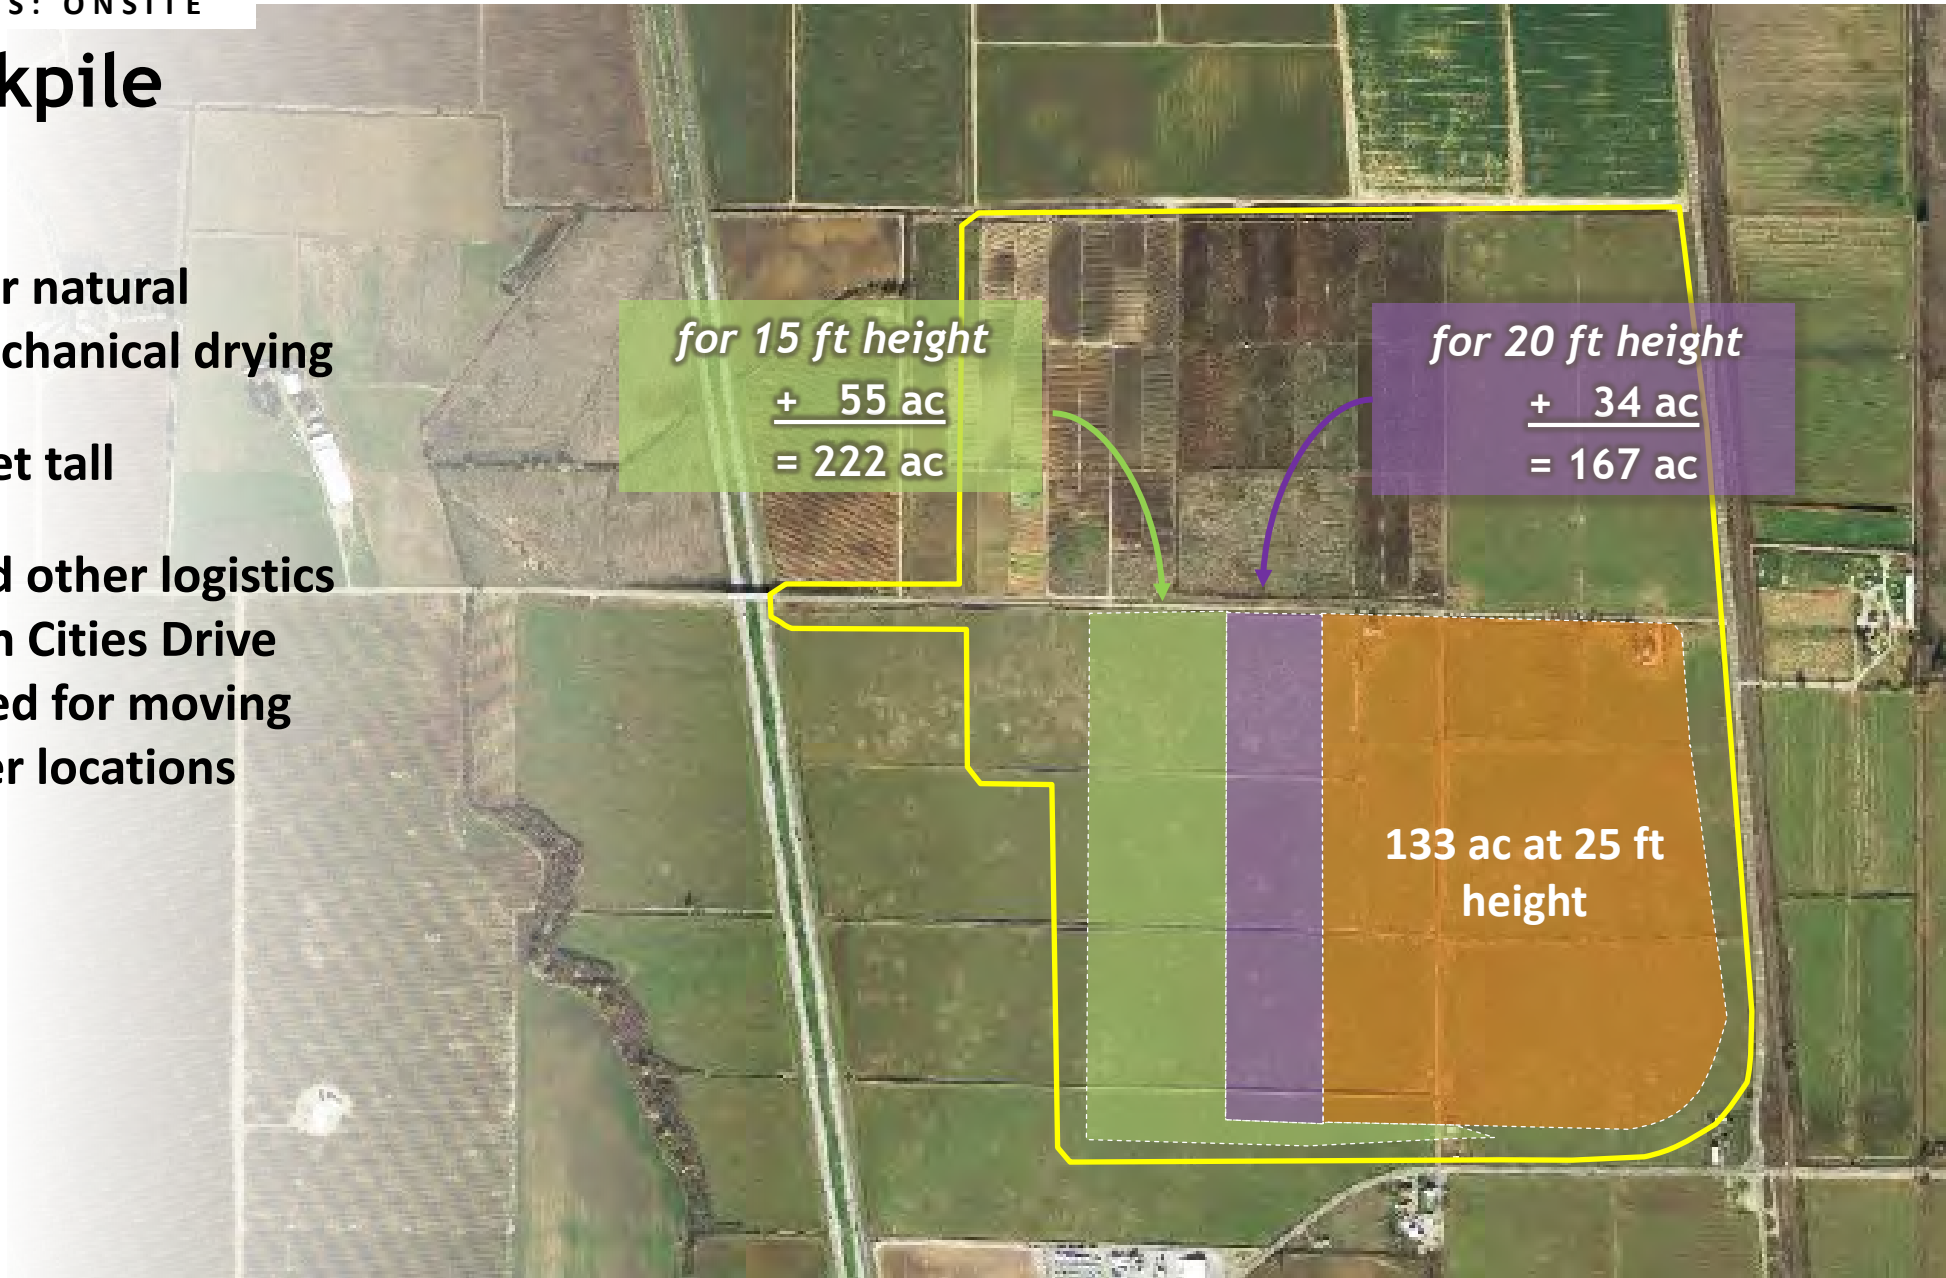 S: ONSITE
kpile
r natural
chanical drying
et tall
d other logistics
n Cities Drive
ed for moving
er locations
for 15 ft height
+ 55 ac
= 222 ac
for 20 ft height
+ 34 ac
= 167 ac
133 ac at 25 ft
height